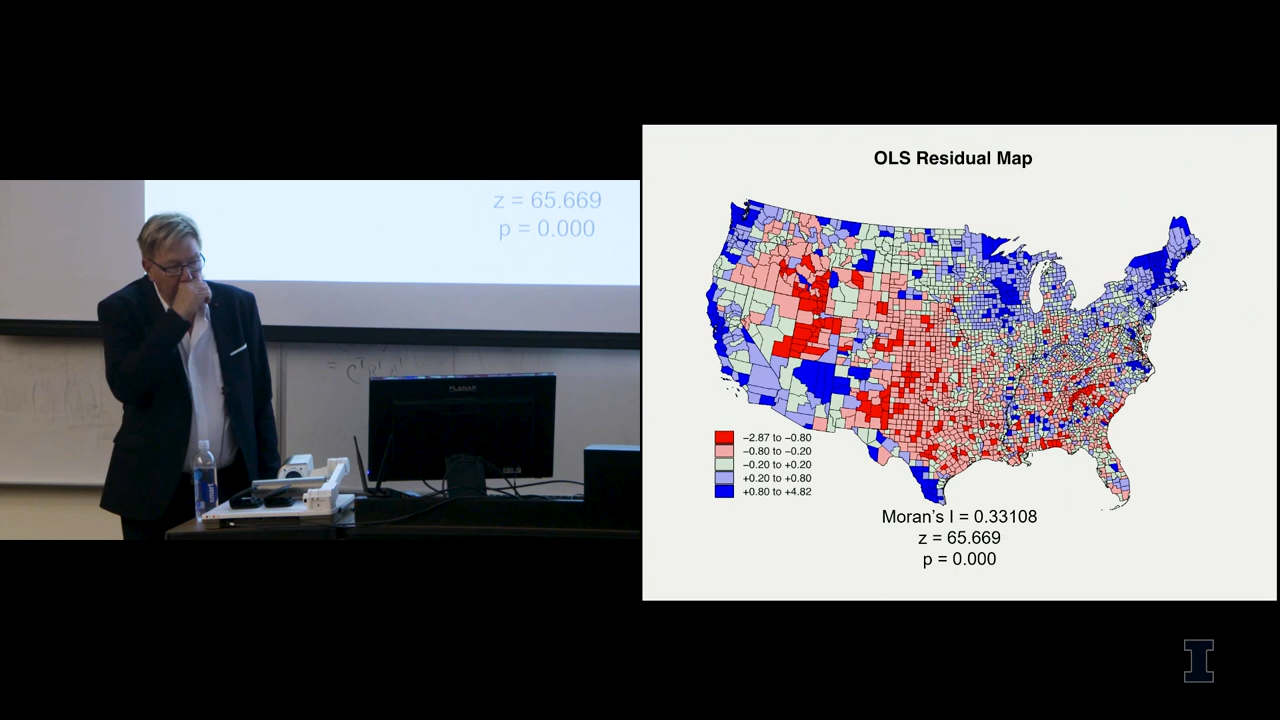 z = 65.669
p = 0.000
PLANAR
OLS Residual Map
−2.87 to −0.80
−0.80 to −0.20
−0.20 to +0.20
+0.20 to +0.80
+0.80 to +4.82
Moran's I = 0.33108
z = 65.669
p = 0.000
I